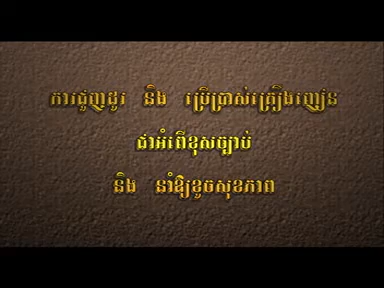 ការជួញដូរ និង ប្រើប្រាស់គ្រឿងញៀន
ជាអំពើខុសច្បាប់
និង នាំឱ្យខូចសុខភាព